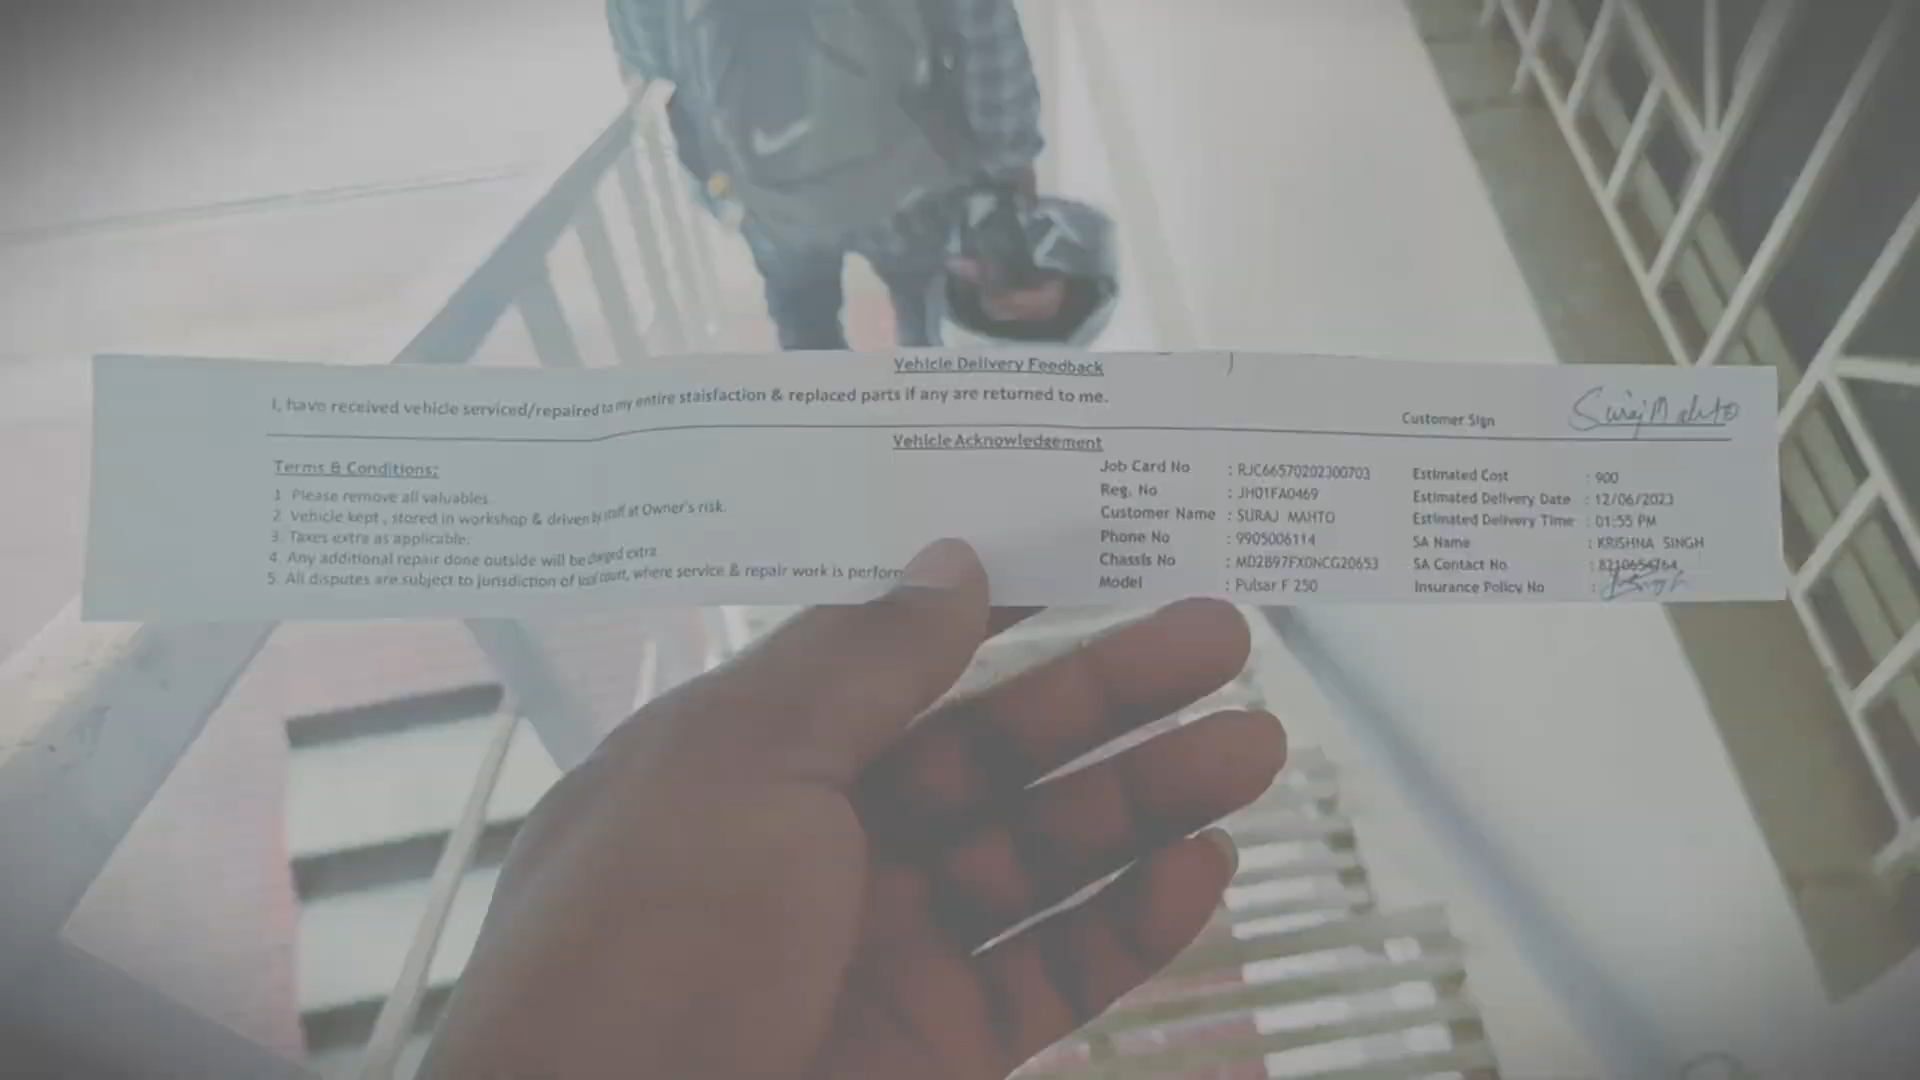 Vehicle Delivery Feedback
I, have received vehicle serviced/repaired to my entire staisfaction & replaced parts if any are returned to me.
Customer Sign Suraj Mahto
Vehicle Acknowledgement
Terms & Conditions:
1. Please remove all valuables.
2. Vehicle kept , stored in workshop & driven by staff at Owner's risk.
3. Taxes extra as applicable.
4. Any additional repair done outside will be charged extra.
5. All disputes are subject to jurisdiction of local court, where service & repair work is perform
Job Card No : RJC66570202300703
Reg. No : JH01FA0469
Customer Name : SURAJ MAHTO
Phone No : 9905006114
Chassis No : MD2B97FX0NCG20653
Model : Pulsar F 250
Estimated Cost : 900
Estimated Delivery Date : 12/06/2023
Estimated Delivery Time : 01:55 PM
SA Name : KRISHNA SINGH
SA Contact No : 8210654764
Insurance Policy No :